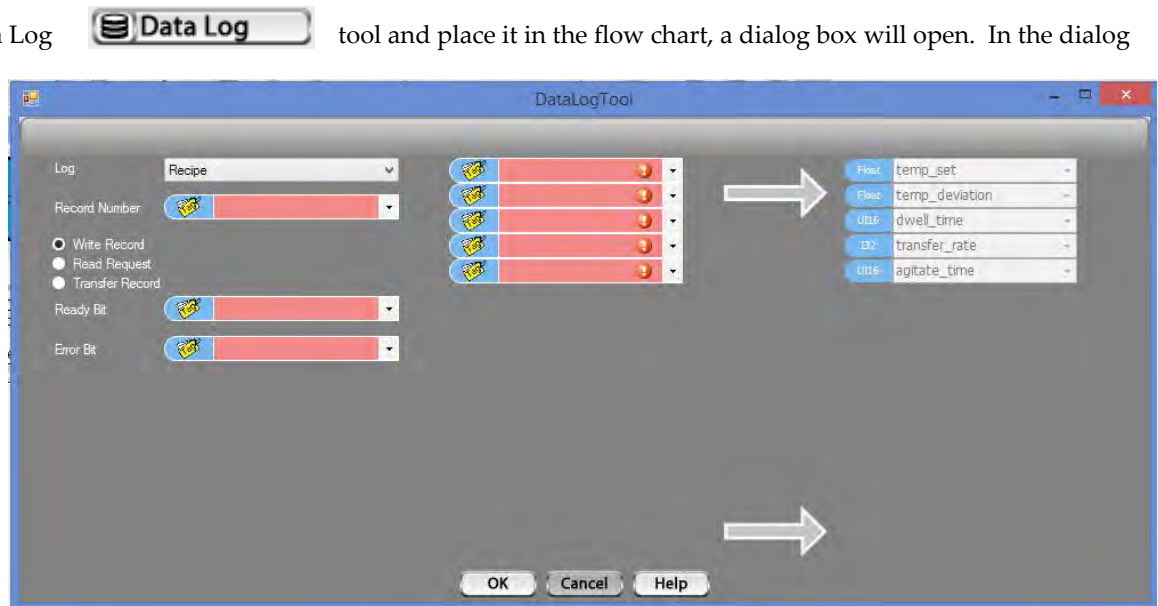 Log Data Log tool and place it in the flow chart, a dialog box will open. In the dialog
DataLogTool
Log Recipe
Record Number
Write Record
Read Request
Transfer Record
Ready Bit
Error Bit
Float temp_set
Float temp_deviation
UI16 dwell_time
I32 transfer_rate
UI16 agitate_time
OK Cancel Help